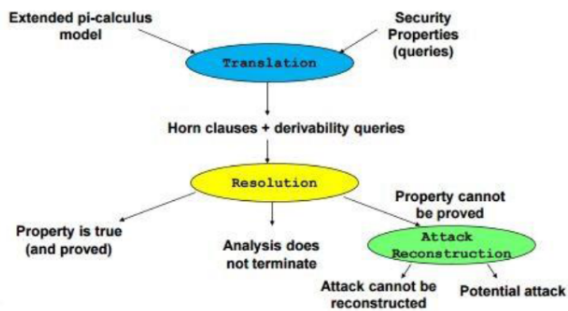 Extended pi-calculus
model
Security
Properties
(queries)
Translation
Horn clauses + derivability queries
Resolution
Property is true
(and proved)
Analysis does
not terminate
Property cannot
be proved
Attack
Reconstruction
Attack cannot be
reconstructed
Potential attack